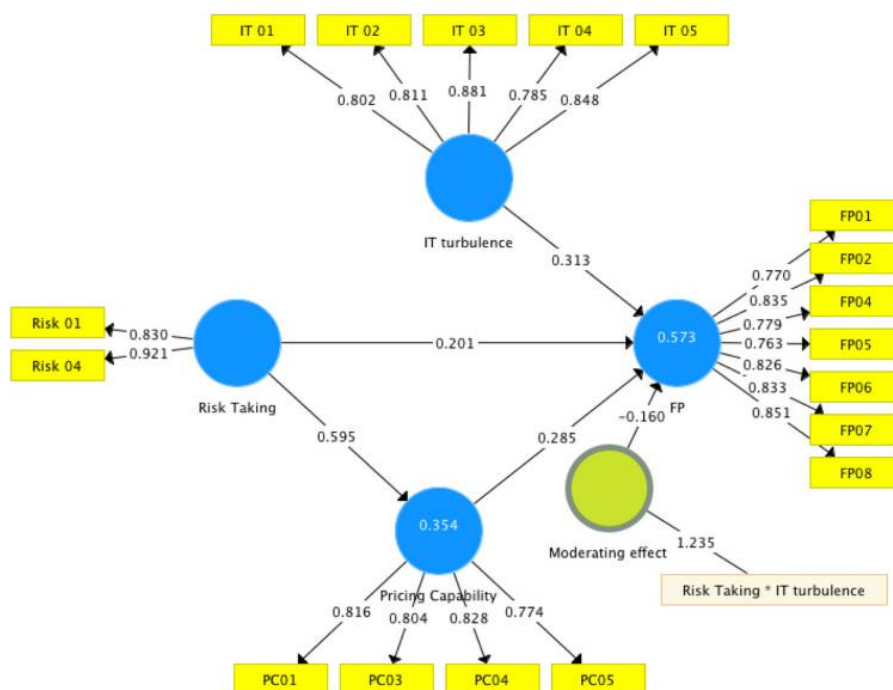 IT 01
IT 02
IT 03
IT 04
IT 05
0.802
0.811
0.881
0.785
0.848
IT turbulence
0.313
FP01
FP02
FP04
FP05
FP06
FP07
FP08
0.770
0.835
0.779
0.763
0.826
0.833
0.851
Risk 01
Risk 04
0.830
0.921
Risk Taking
0.201
0.573
FP
0.595
0.285
-0.160
0.354
Pricing Capability
Moderating effect
1.235
Risk Taking * IT turbulence
0.816
0.804
0.828
0.774
PC01
PC03
PC04
PC05